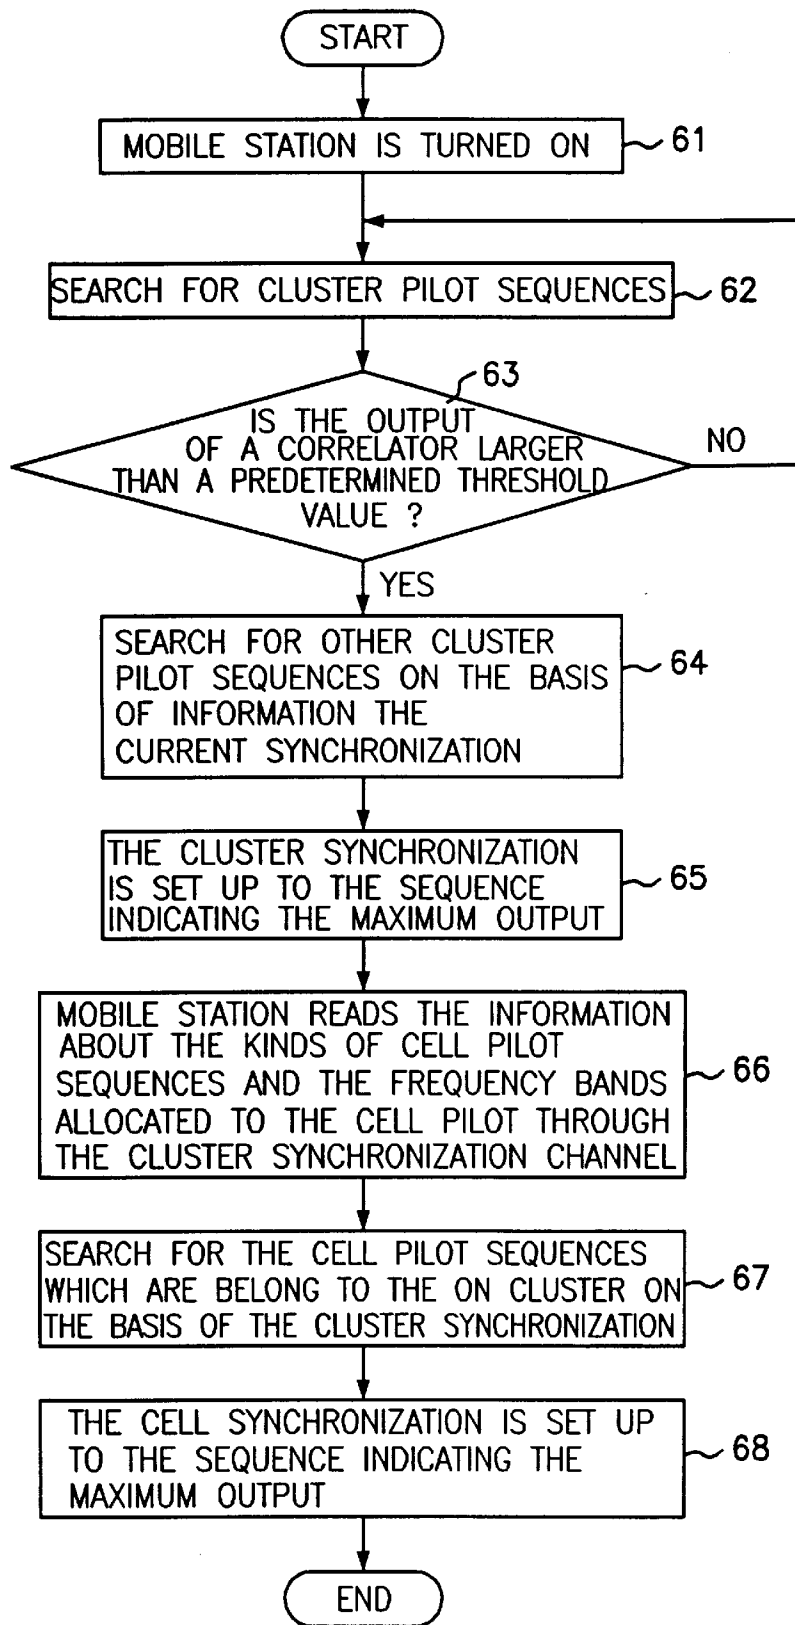 START
MOBILE STATION IS TURNED ON
61
SEARCH FOR CLUSTER PILOT SEQUENCES
62
63
IS THE OUTPUT
OF A CORRELATOR LARGER
THAN A PREDETERMINED THRESHOLD
VALUE ?
NO
YES
SEARCH FOR OTHER CLUSTER
PILOT SEQUENCES ON THE BASIS
OF INFORMATION THE
CURRENT SYNCHRONIZATION
64
THE CLUSTER SYNCHRONIZATION
IS SET UP TO THE SEQUENCE
INDICATING THE MAXIMUM OUTPUT
65
MOBILE STATION READS THE INFORMATION
ABOUT THE KINDS OF CELL PILOT
SEQUENCES AND THE FREQUENCY BANDS
ALLOCATED TO THE CELL PILOT THROUGH
THE CLUSTER SYNCHRONIZATION CHANNEL
66
SEARCH FOR THE CELL PILOT SEQUENCES
WHICH ARE BELONG TO THE ON CLUSTER ON
THE BASIS OF THE CLUSTER SYNCHRONIZATION
67
THE CELL SYNCHRONIZATION IS SET UP
TO THE SEQUENCE INDICATING THE
MAXIMUM OUTPUT
68
END